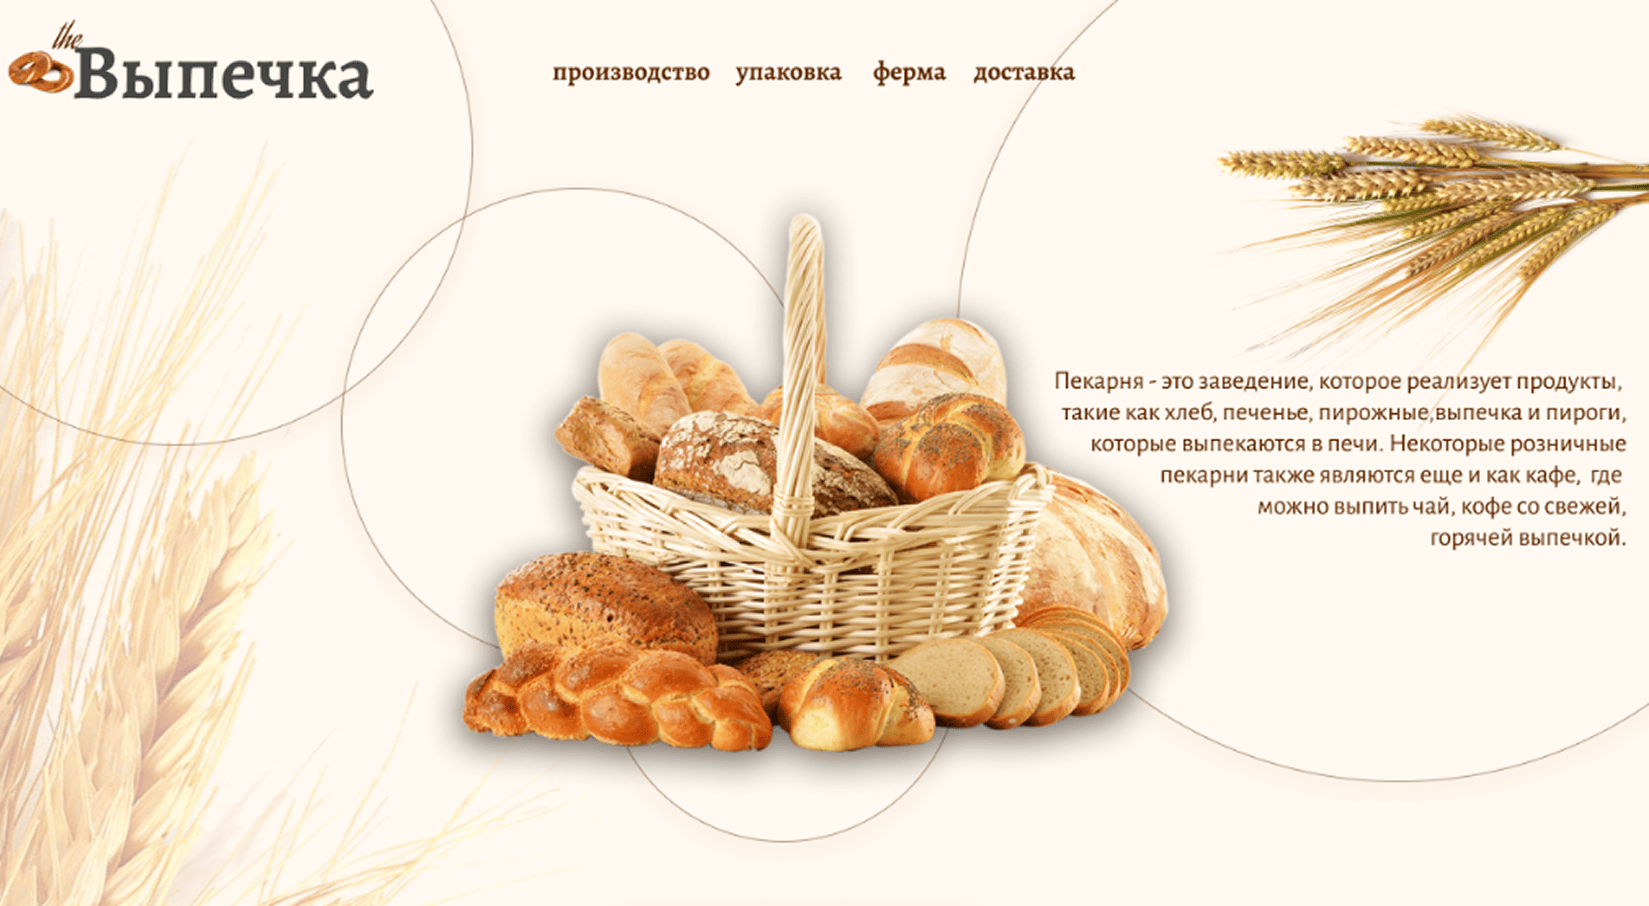 the
Выпечка
производство упаковка ферма доставка
Пекарня - это заведение, которое реализует продукты,
такие как хлеб, печенье, пирожные,выпечка и пироги,
которые выпекаются в печи. Некоторые розничные
пекарни также являются еще и как кафе, где
можно выпить чай, кофе со свежей,
горячей выпечкой.